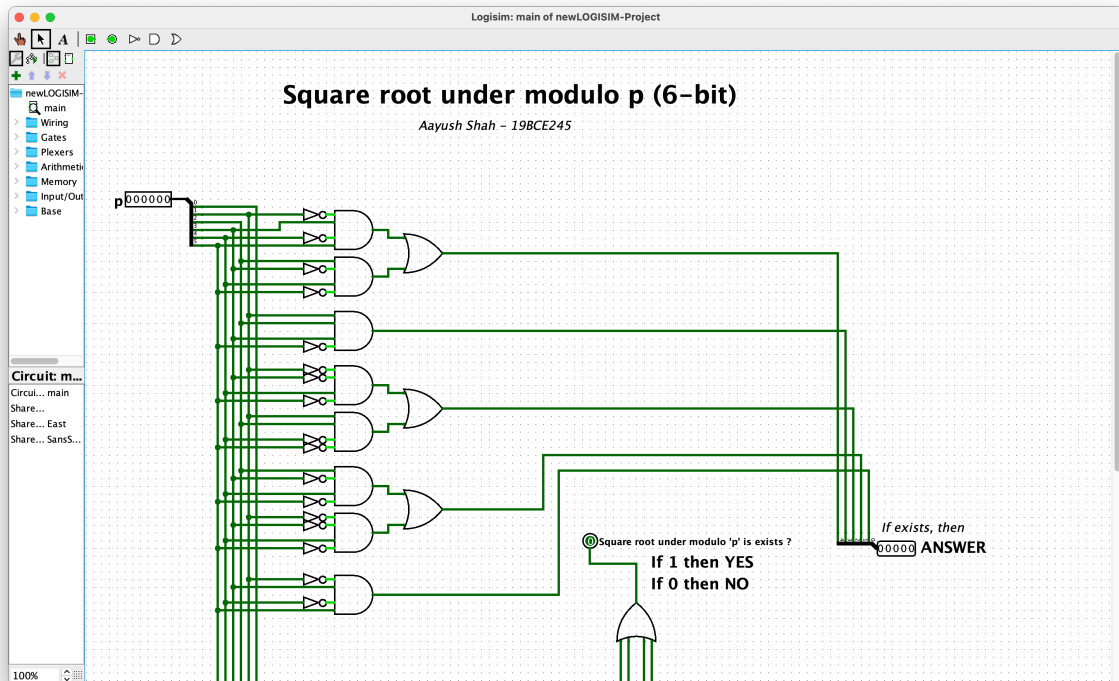 Logisim: main of newLOGISIM-Project
A
newLOGISIM-
main
Wiring
Gates
Plexers
Arithmeti
Memory
Input/Out
Base
Circuit: m...
Circui... main
Share...
Share... East
Share... SansS...
100%
Square root under modulo p (6-bit)
Aayush Shah - 19BCE245
p 000000
Square root under modulo 'p' is exists ?
If 1 then YES
If 0 then NO
If exists, then
00000 ANSWER